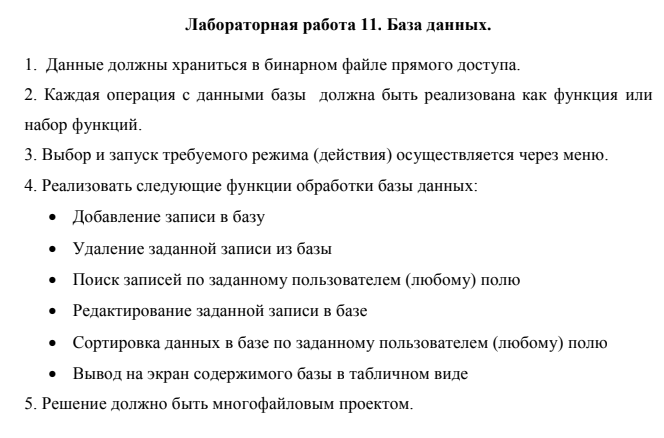 Лабораторная работа 11. База данных.
1. Данные должны храниться в бинарном файле прямого доступа.
2. Каждая операция с данными базы должна быть реализована как функция или
набор функций.
3. Выбор и запуск требуемого режима (действия) осуществляется через меню.
4. Реализовать следующие функции обработки базы данных:
• Добавление записи в базу
• Удаление заданной записи из базы
• Поиск записей по заданному пользователем (любому) полю
• Редактирование заданной записи в базе
• Сортировка данных в базе по заданному пользователем (любому) полю
• Вывод на экран содержимого базы в табличном виде
5. Решение должно быть многофайловым проектом.